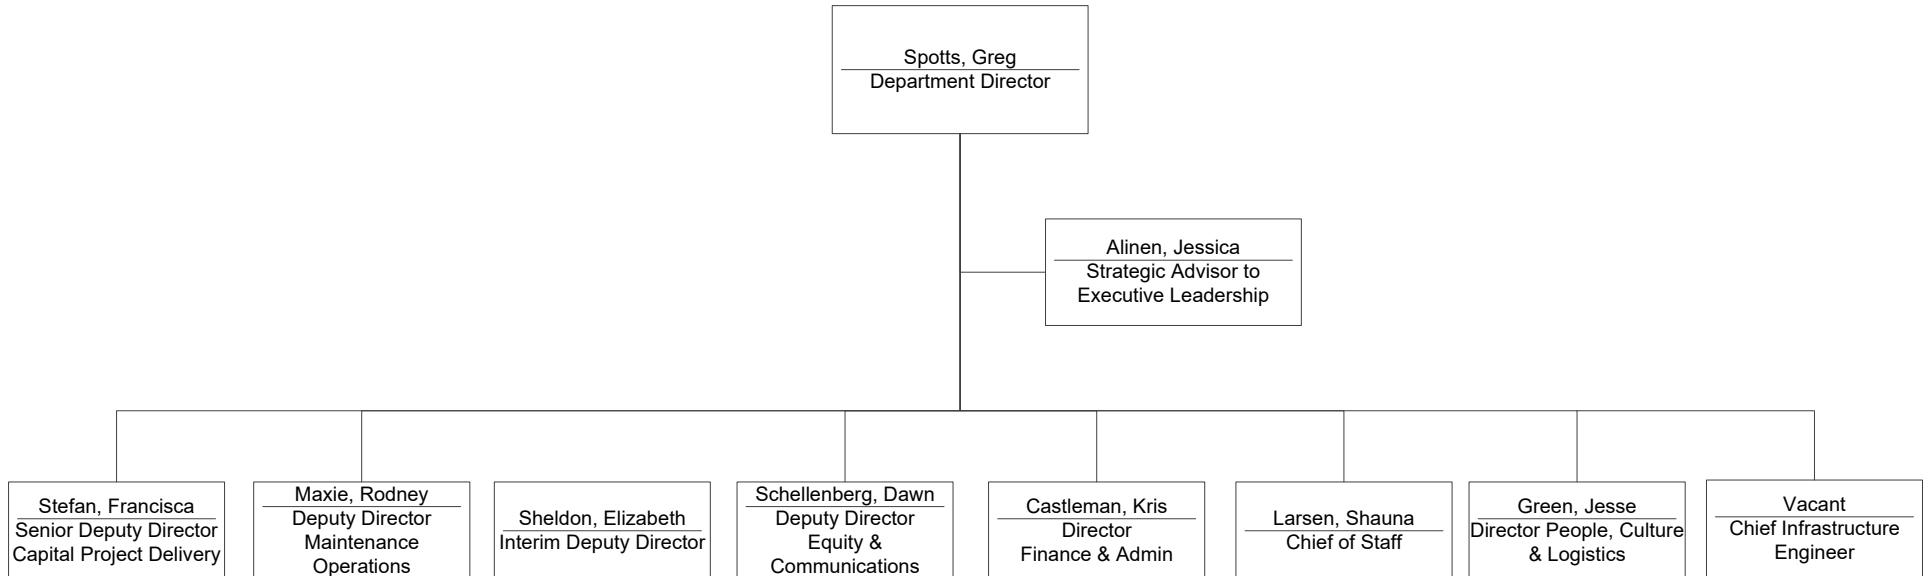 Spotts, Greg
Department Director
Alinen, Jessica
Strategic Advisor to
Executive Leadership
Stefan, Francisca
Senior Deputy Director
Capital Project Delivery
Maxie, Rodney
Deputy Director
Maintenance
Operations
Sheldon, Elizabeth
Interim Deputy Director
Schellenberg, Dawn
Deputy Director
Equity &
Communications
Castleman, Kris
Director
Finance & Admin
Larsen, Shauna
Chief of Staff
Green, Jesse
Director People, Culture
& Logistics
Vacant
Chief Infrastructure
Engineer